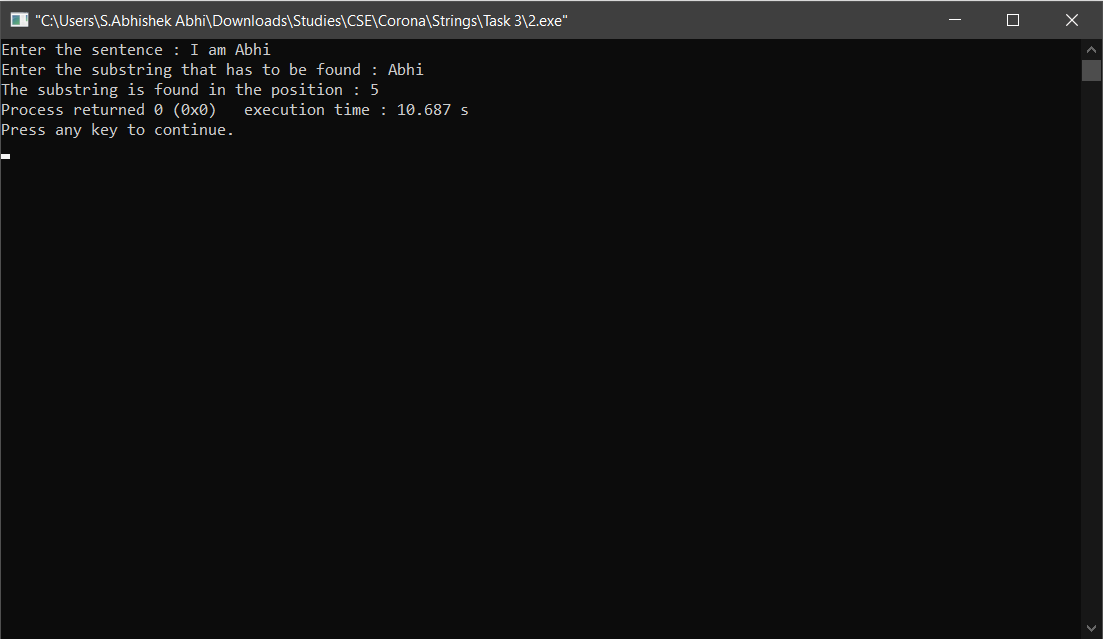 "C:\Users\S.Abhishek Abhi\Downloads\Studies\CSE\Corona\Strings\Task 3\2.exe"
Enter the sentence : I am Abhi
Enter the substring that has to be found : Abhi
The substring is found in the position : 5
Process returned 0 (0x0)   execution time : 10.687 s
Press any key to continue.